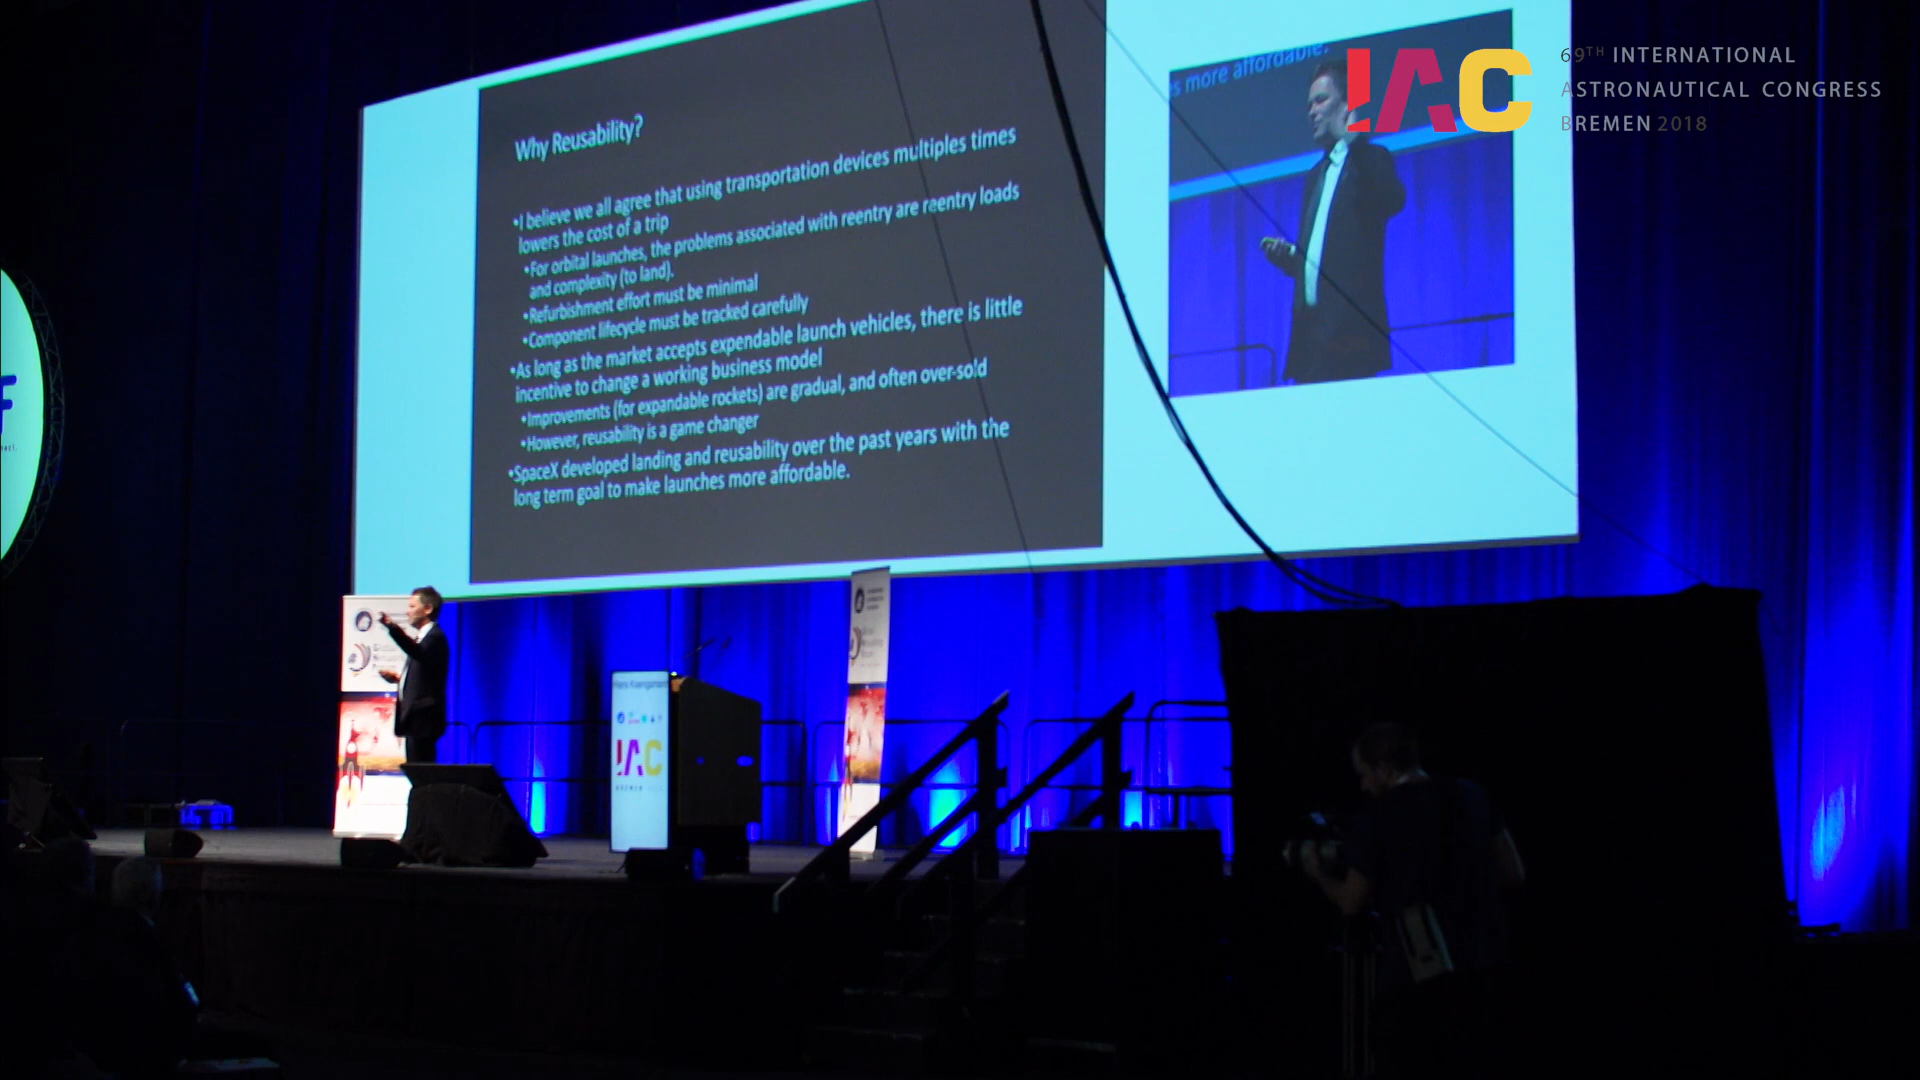 Why Reusability?
•I believe we all agree that using transportation devices multiples times
lowers the cost of a trip
•For orbital launches, the problems associated with reentry are reentry loads
and complexity (to land).
•Refurbishment effort must be minimal
•Component lifecycle must be tracked carefully
•As long as the market accepts expendable launch vehicles, there is little
incentive to change a working business model
•Improvements (for expandable rockets) are gradual, and often over-sold
•However, reusability is a game changer
•SpaceX developed landing and reusability over the past years with the
long term goal to make launches more affordable.
s more affordable.
IAC
69TH INTERNATIONAL
ASTRONAUTICAL CONGRESS
BREMEN 2018
IAC
BREMEN